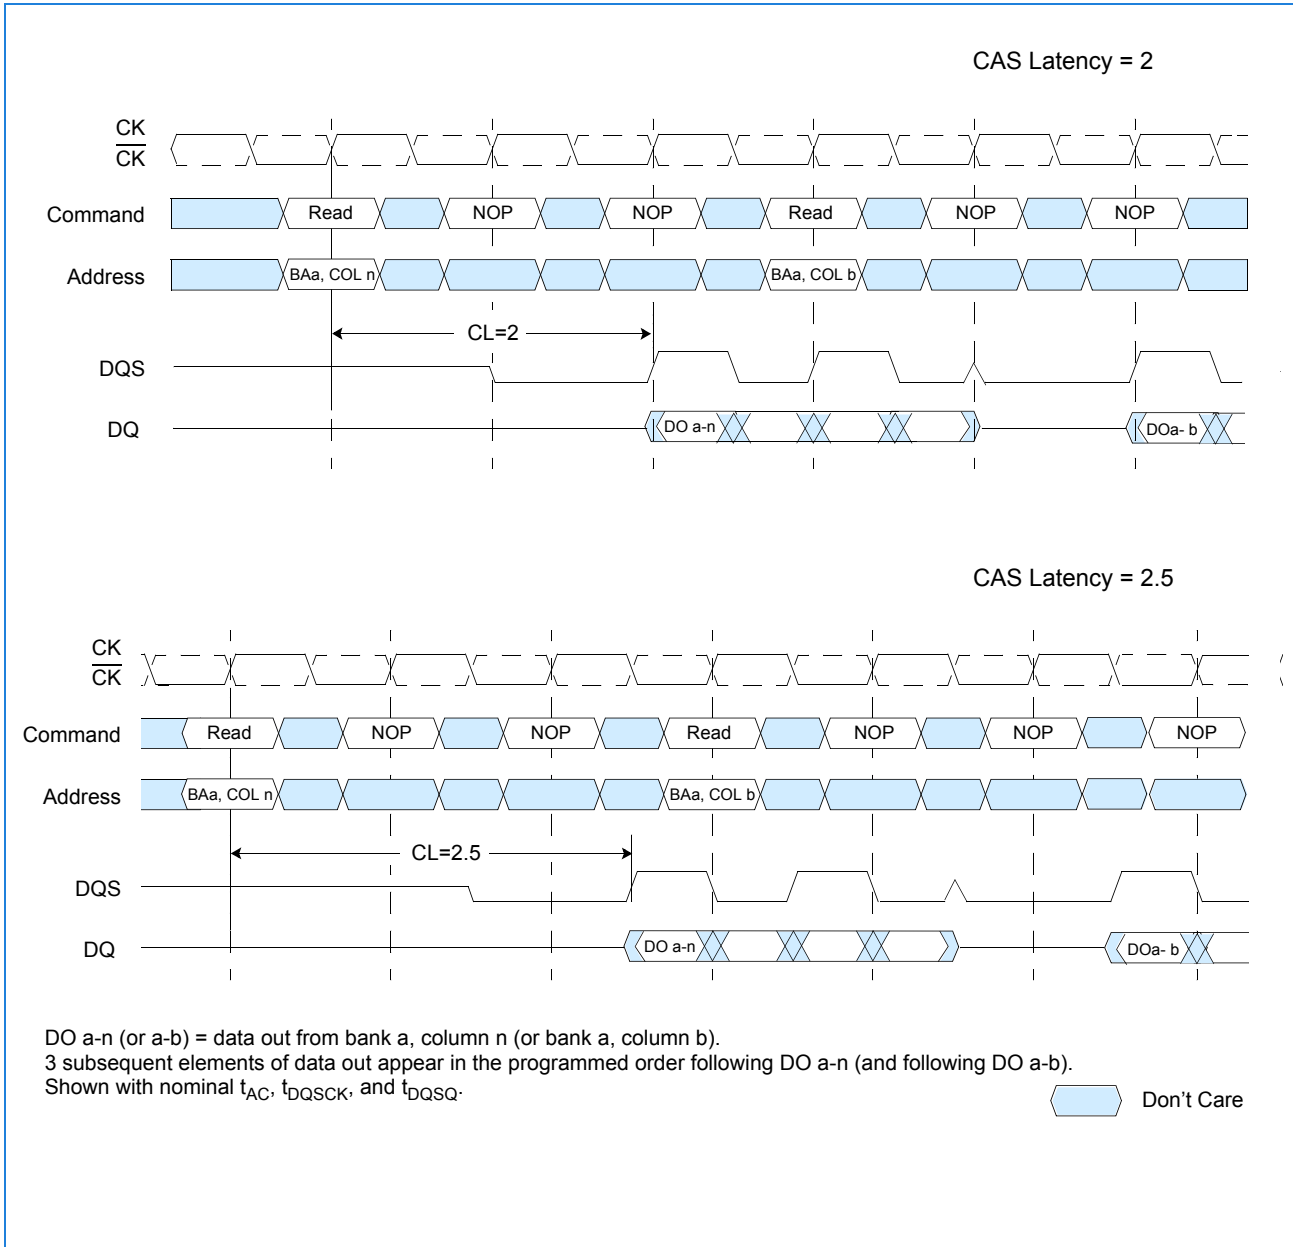 CAS Latency = 2
CK
CK
Command Read NOP NOP Read NOP NOP
Address BAa, COL n BAa, COL b
CL=2
DQS
DQ DO a-n DOa- b
CAS Latency = 2.5
CK
CK
Command Read NOP NOP Read NOP NOP NOP
Address BAa, COL n BAa, COL b
CL=2.5
DQS
DQ DO a-n DOa- b
DO a-n (or a-b) = data out from bank a, column n (or bank a, column b).
3 subsequent elements of data out appear in the programmed order following DO a-n (and following DO a-b).
Shown with nominal tAC, tDQSCK, and tDQSQ.
Don't Care